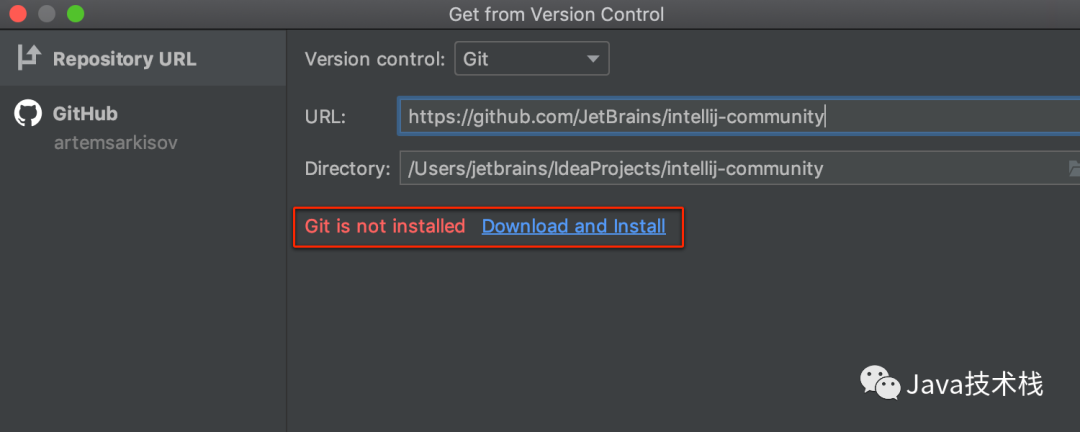 Get from Version Control
Repository URL
GitHub
artemsarkisov
Version control: Git
URL: https://github.com/JetBrains/intellij-community
Directory: /Users/jetbrains/IdeaProjects/intellij-community
Git is not installed Download and Install
Java技术栈